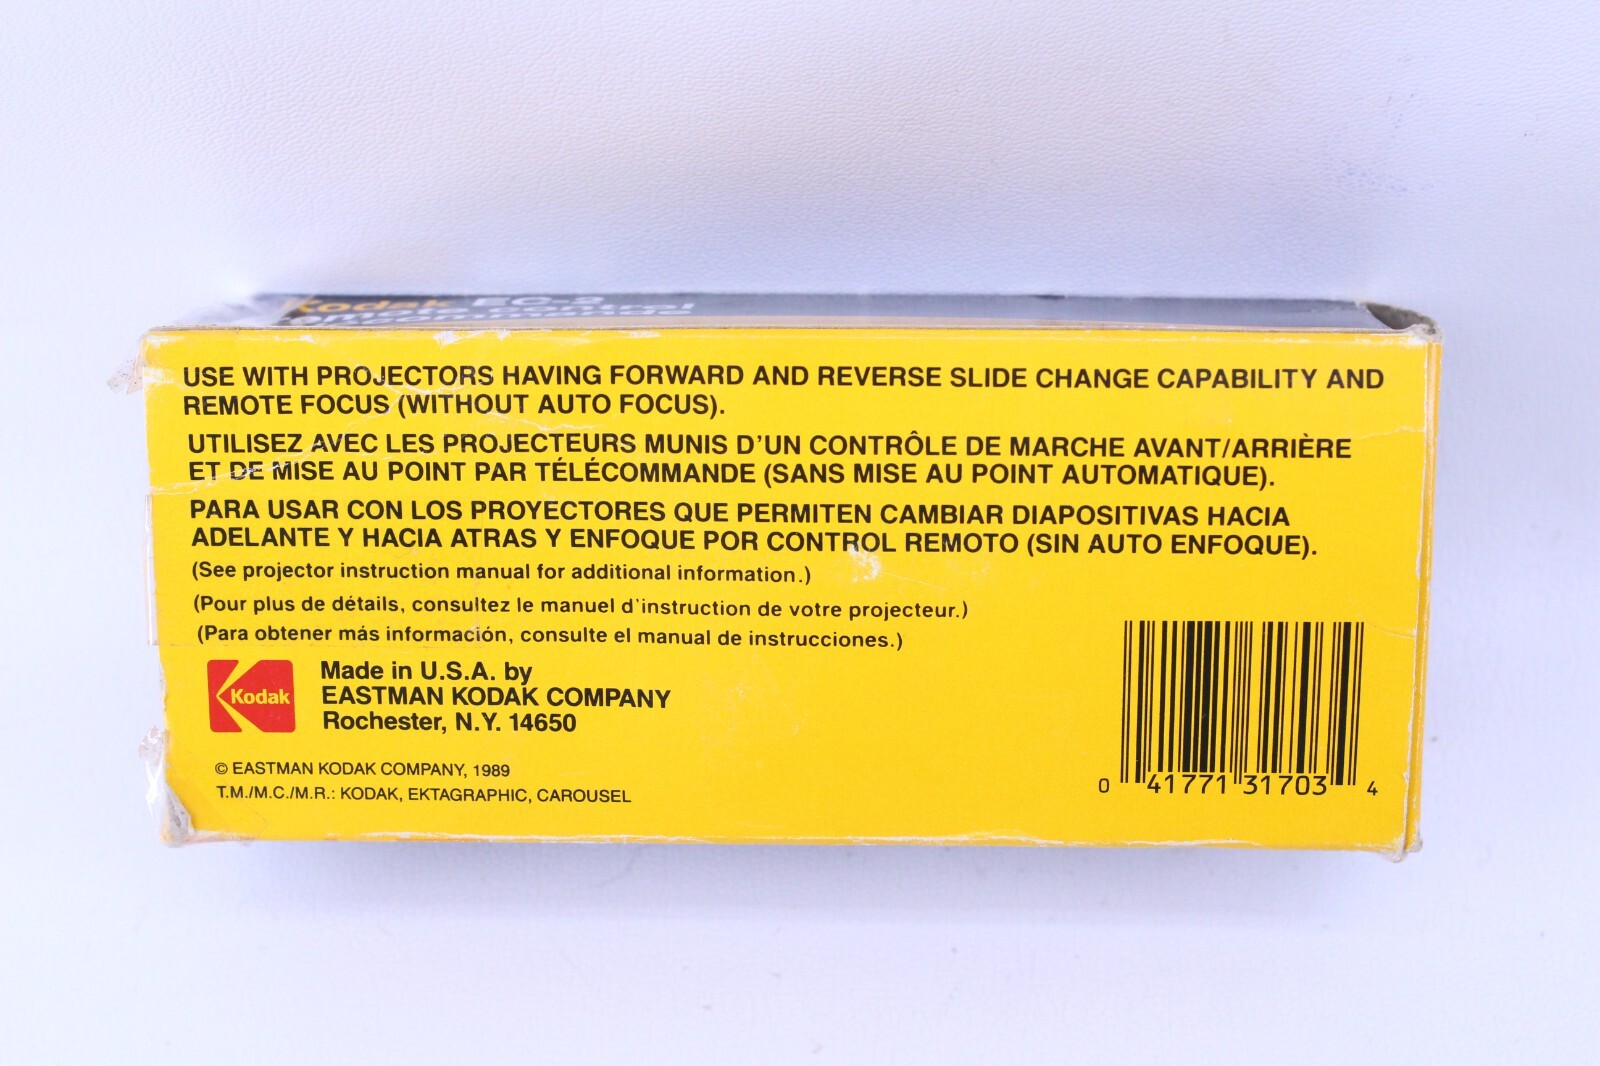 Kodak EC-2
remote control
USE WITH PROJECTORS HAVING FORWARD AND REVERSE SLIDE CHANGE CAPABILITY AND
REMOTE FOCUS (WITHOUT AUTO FOCUS).
UTILISEZ AVEC LES PROJECTEURS MUNIS D'UN CONTRÔLE DE MARCHE AVANT/ARRIÈRE
ET DE MISE AU POINT PAR TÉLÉCOMMANDE (SANS MISE AU POINT AUTOMATIQUE).
PARA USAR CON LOS PROYECTORES QUE PERMITEN CAMBIAR DIAPOSITIVAS HACIA
ADELANTE Y HACIA ATRAS Y ENFOQUE POR CONTROL REMOTO (SIN AUTO ENFOQUE).
(See projector instruction manual for additional information.)
(Pour plus de détails, consultez le manuel d'instruction de votre projecteur.)
(Para obtener más información, consulte el manual de instrucciones.)
Kodak
Made in U.S.A. by
EASTMAN KODAK COMPANY
Rochester, N.Y. 14650
© EASTMAN KODAK COMPANY, 1989
T.M./M.C./M.R.: KODAK, EKTAGRAPHIC, CAROUSEL
0 41771 31703 4